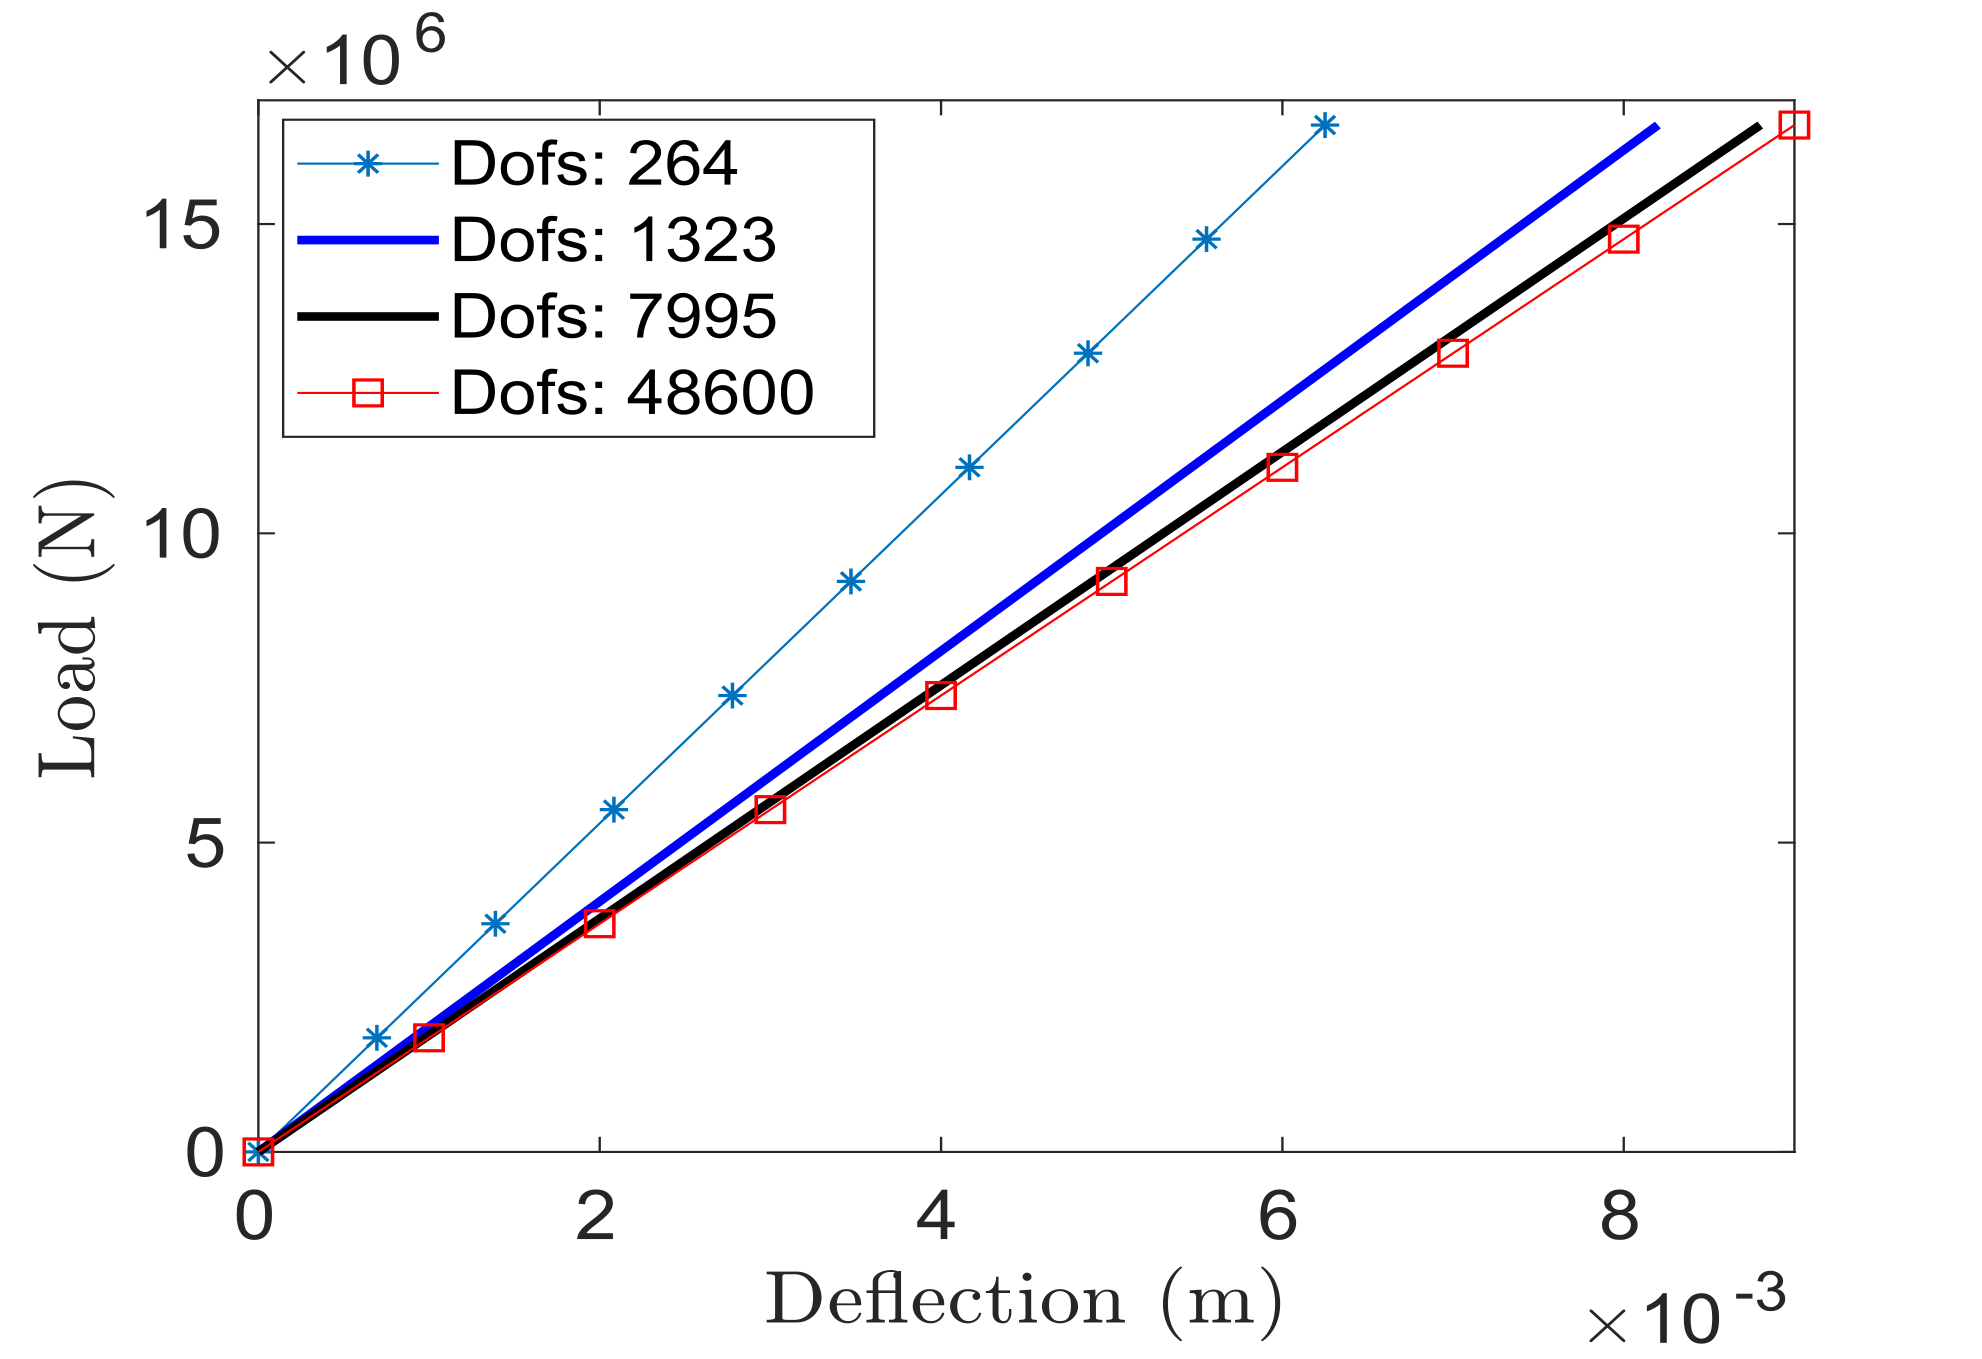 ×10 6
Dofs: 264
Dofs: 1323
Dofs: 7995
Dofs: 48600
15
10
5
0
Load (N)
0 2 4 6 8
Deflection (m)
×10 -3